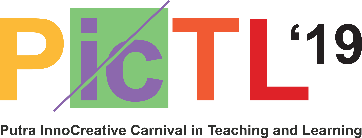 PicTL ‘19
Putra InnoCreative Carnival in Teaching and Learning